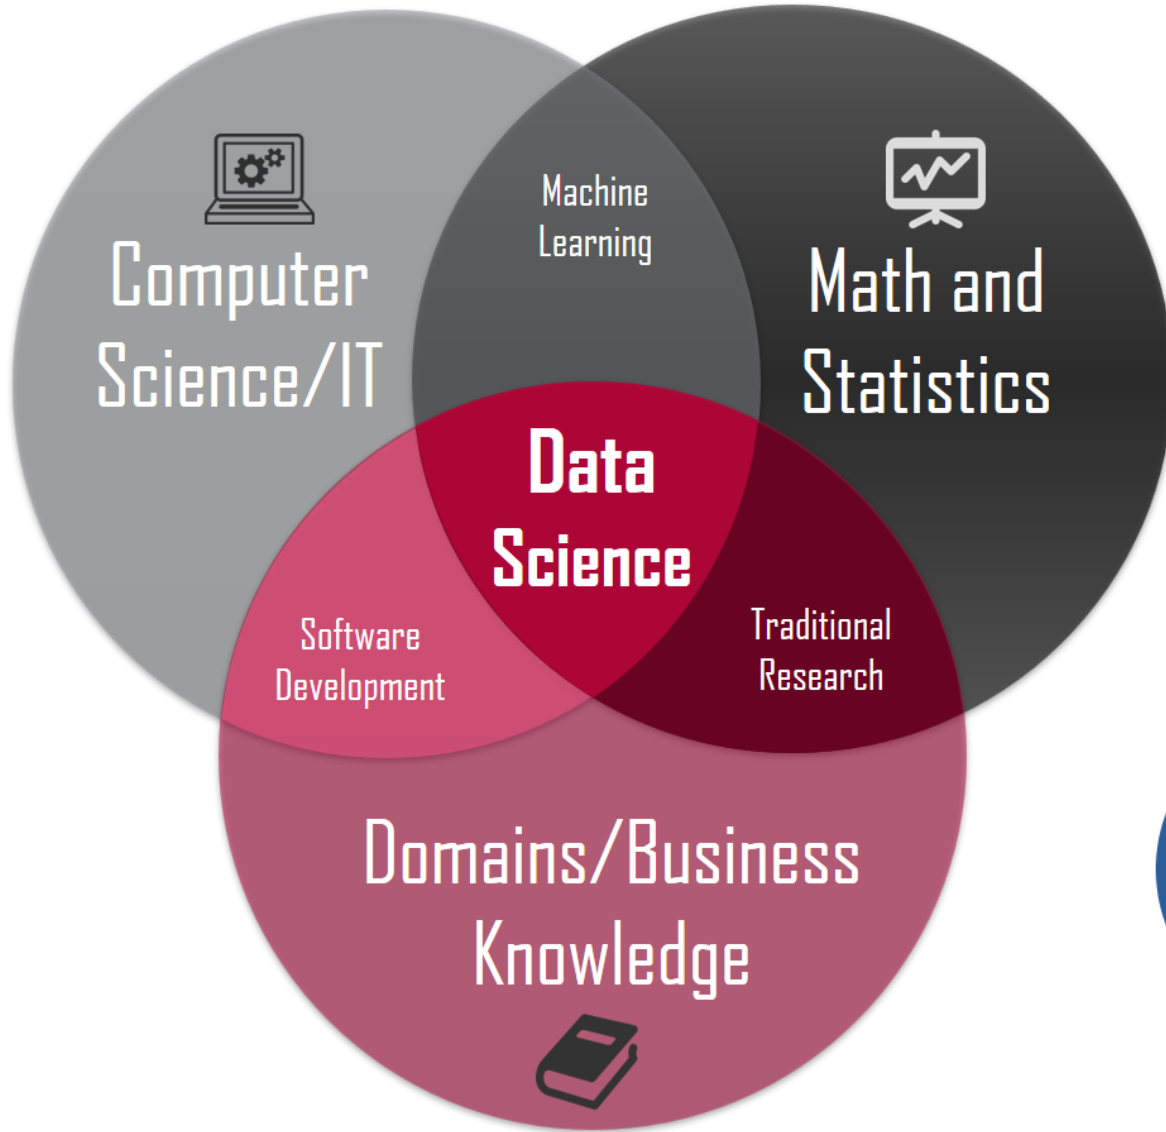 Machine
Learning
Computer
Science/IT
Math and
Statistics
Data
Science
Software
Development
Traditional
Research
Domains/Business
Knowledge